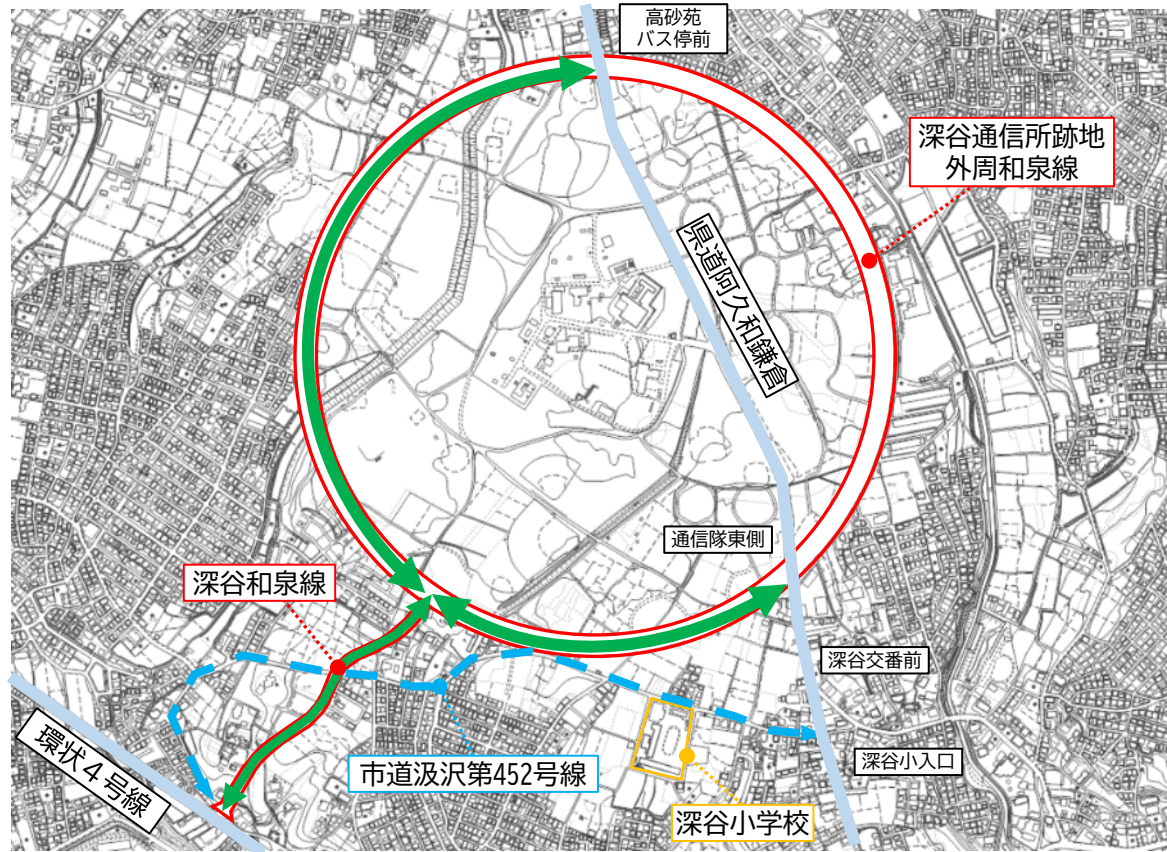 高砂苑
バス停前
深谷通信所跡地
外周和泉線
県道阿久和鎌倉
通信隊東側
深谷和泉線
深谷交番前
環状４号線
市道汲沢第452号線
深谷小入口
深谷小学校